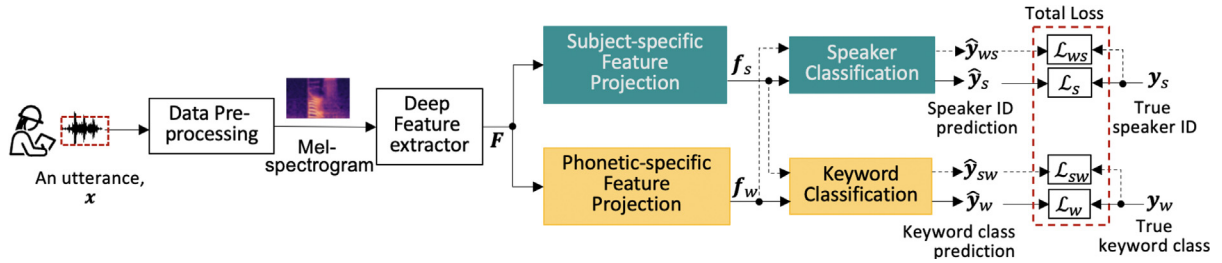 An utterance,
x
Data Pre-
processing
Mel-
spectrogram
Deep
Feature
extractor
F
Subject-specific
Feature
Projection
f_s
Phonetic-specific
Feature
Projection
f_w
Speaker
Classification
Keyword
Classification
ŷ_ws
ŷ_s
Speaker ID
prediction
ŷ_sw
ŷ_w
Keyword class
prediction
Total Loss
ℒ_ws
ℒ_s
ℒ_sw
ℒ_w
y_s
True
speaker ID
y_w
True
keyword class